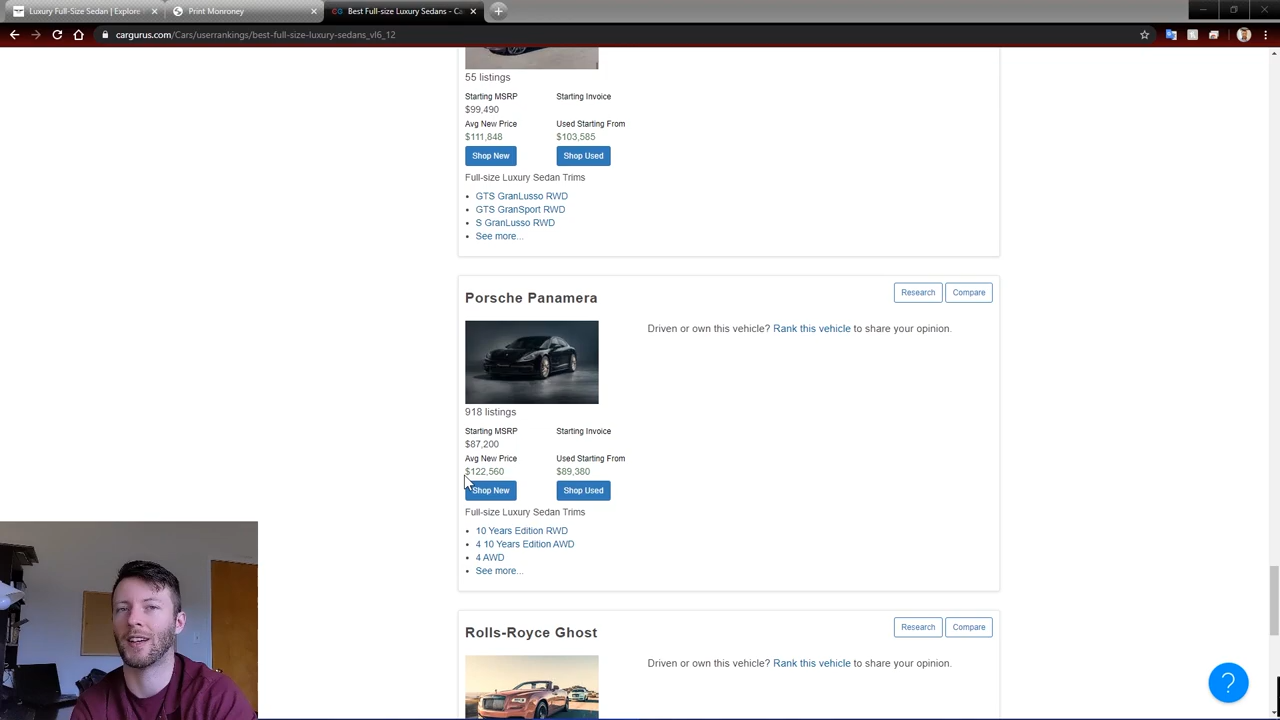 Luxury Fuel-size Sedan | Explore
Print Monroney
CG Best Full-size Luxury Sedans - Ca
cargurus.com/Cars/userrankings/best-full-size-luxury-sedans_vl6_12
55 listings
Starting MSRP Starting Invoice
$99,490
Avg New Price Used Starting From
$111,848 $103,585
Shop New Shop Used
Full-size Luxury Sedan Trims
• GTS GranLusso RWD
• GTS GranSport RWD
• S GranLusso RWD
• See more...
Porsche Panamera
Research Compare
Driven or own this vehicle? Rank this vehicle to share your opinion.
918 listings
Starting MSRP Starting Invoice
$87,200
Avg New Price Used Starting From
$122,560 $89,380
Shop New Shop Used
Full-size Luxury Sedan Trims
• 10 Years Edition RWD
• 4 10 Years Edition AWD
• 4 AWD
• See more...
Rolls-Royce Ghost
Research Compare
Driven or own this vehicle? Rank this vehicle to share your opinion.
?